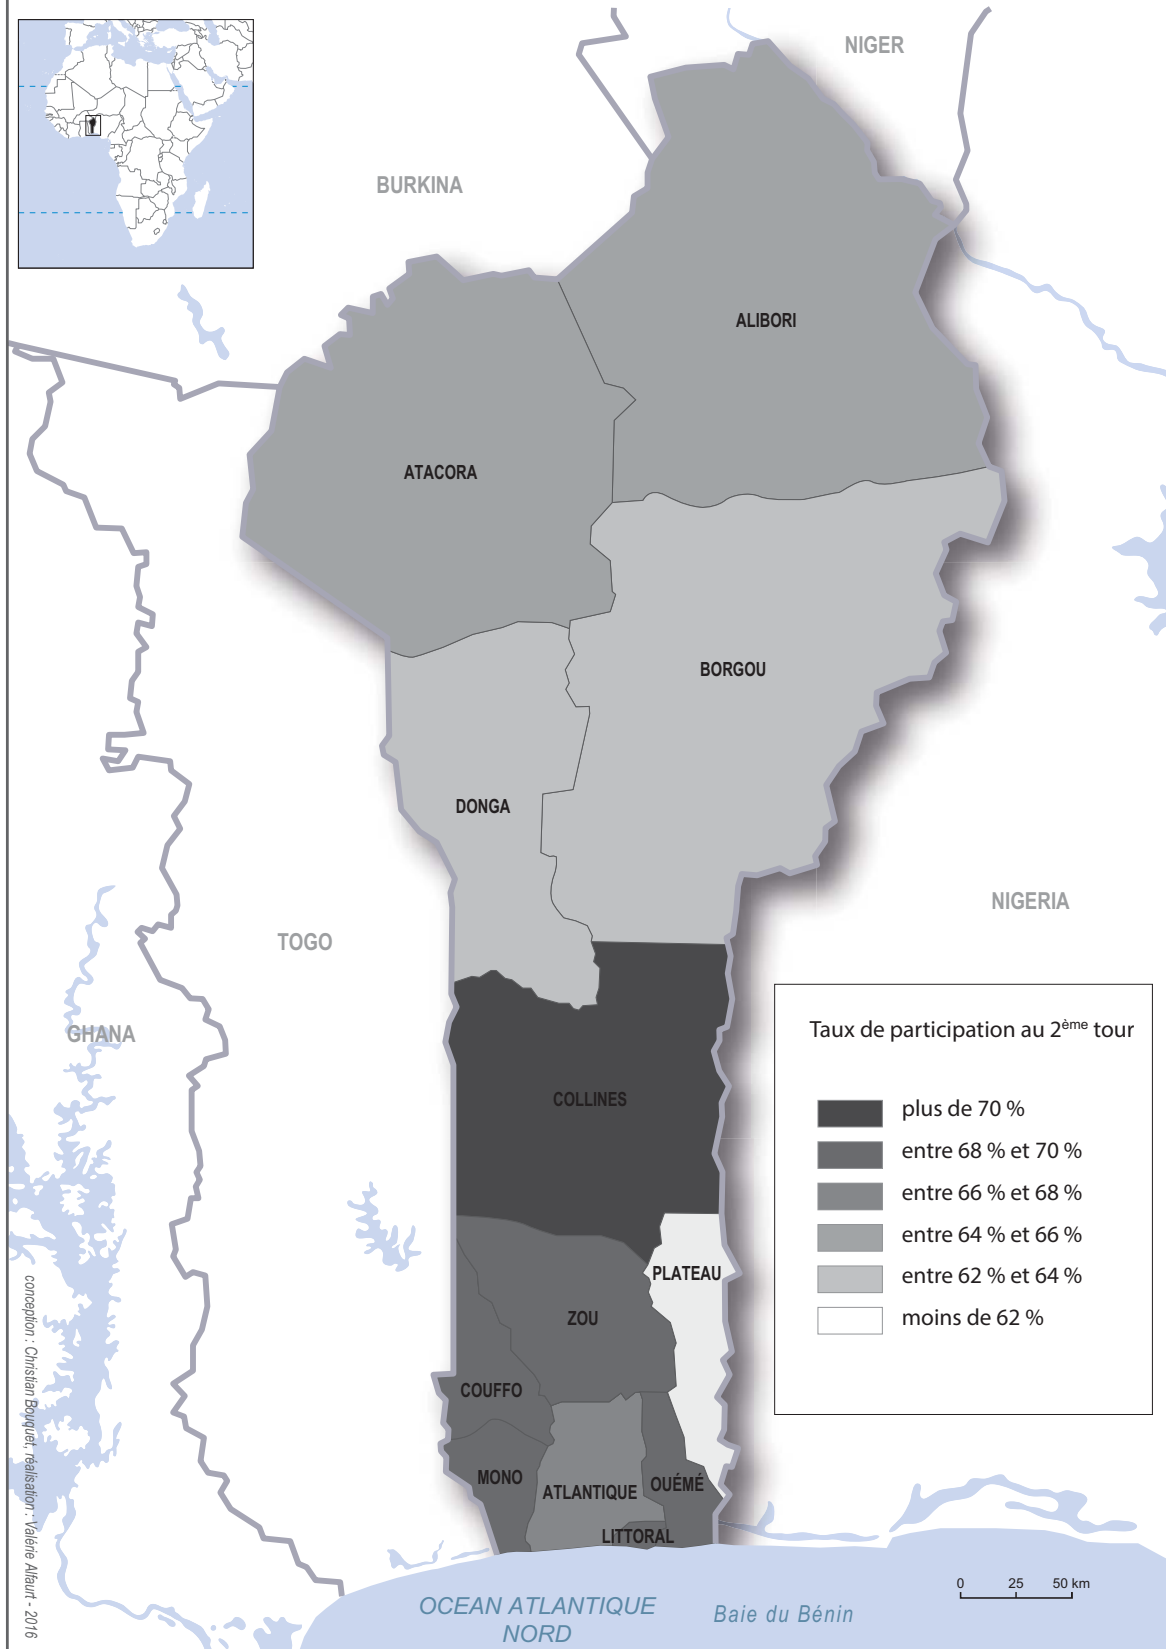 NIGER
BURKINA
ALIBORI
ATACORA
BORGOU
DONGA
NIGERIA
TOGO
GHANA
COLLINES
PLATEAU
ZOU
COUFFO
MONO
ATLANTIQUE
OUÉMÉ
LITTORAL
Taux de participation au 2ème tour
plus de 70 %
entre 68 % et 70 %
entre 66 % et 68 %
entre 64 % et 66 %
entre 62 % et 64 %
moins de 62 %
0 25 50 km
OCEAN ATLANTIQUE
NORD
Baie du Bénin
conception : Christian Bouquet, réalisation : Valérie Alfaurt - 2016